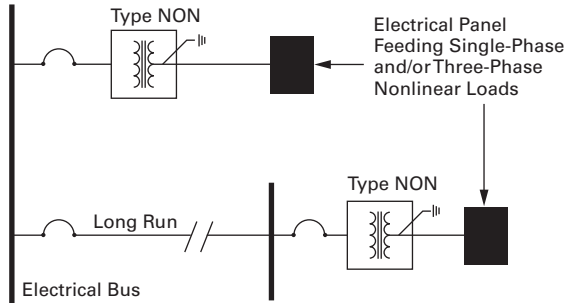 Type NON
Electrical Panel
Feeding Single-Phase
and/or Three-Phase
Nonlinear Loads
Type NON
Long Run
Electrical Bus